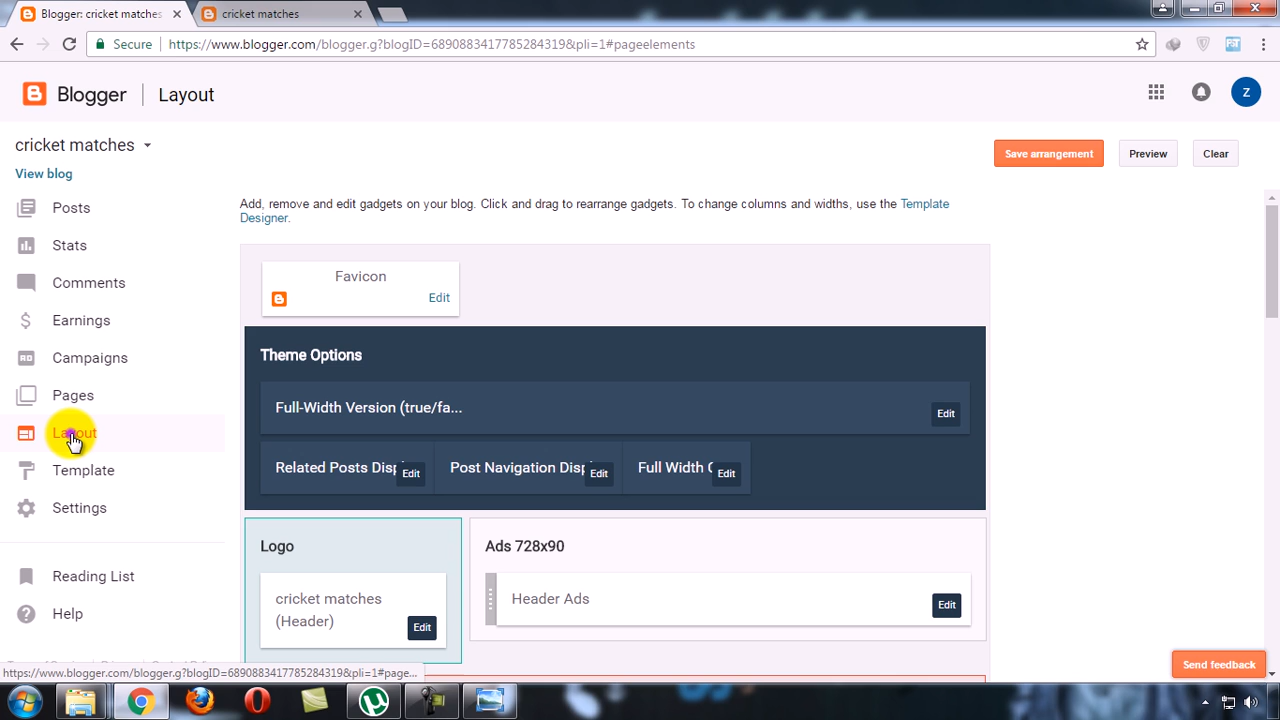 Blogger: cricket matches
cricket matches
Secure
https://www.blogger.com/blogger.g?blogID=6890883417785284319&pli=1#pageelements
Blogger
Layout
z
cricket matches
View blog
Save arrangement
Preview
Clear
Posts
Stats
Comments
Earnings
Campaigns
Pages
Layout
Template
Settings
Reading List
Help
Add, remove and edit gadgets on your blog. Click and drag to rearrange gadgets. To change columns and widths, use the Template
Designer.
Favicon
Edit
Theme Options
Full-Width Version (true/fa...
Edit
Related Posts Disp
Edit
Post Navigation Disp
Edit
Full Width
Edit
Logo
cricket matches
(Header)
Edit
Ads 728x90
Header Ads
Edit
https://www.blogger.com/blogger.g?blogID=6890883417785284319&pli=1#page...
Send feedback